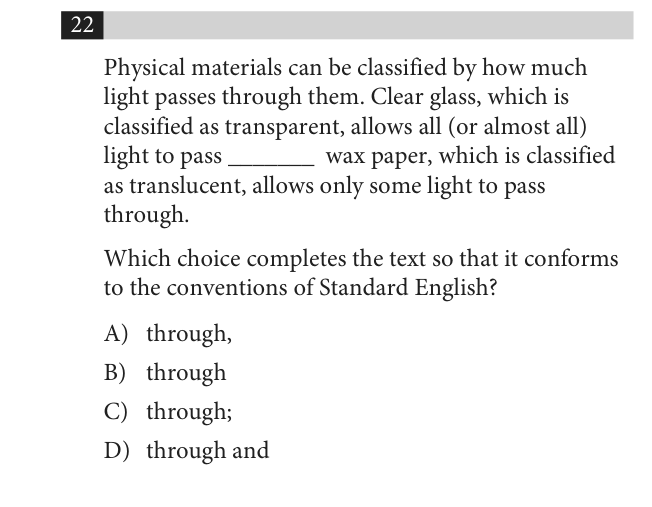 22
Physical materials can be classified by how much
light passes through them. Clear glass, which is
classified as transparent, allows all (or almost all)
light to pass _______ wax paper, which is classified
as translucent, allows only some light to pass
through.
Which choice completes the text so that it conforms
to the conventions of Standard English?
A) through,
B) through
C) through;
D) through and